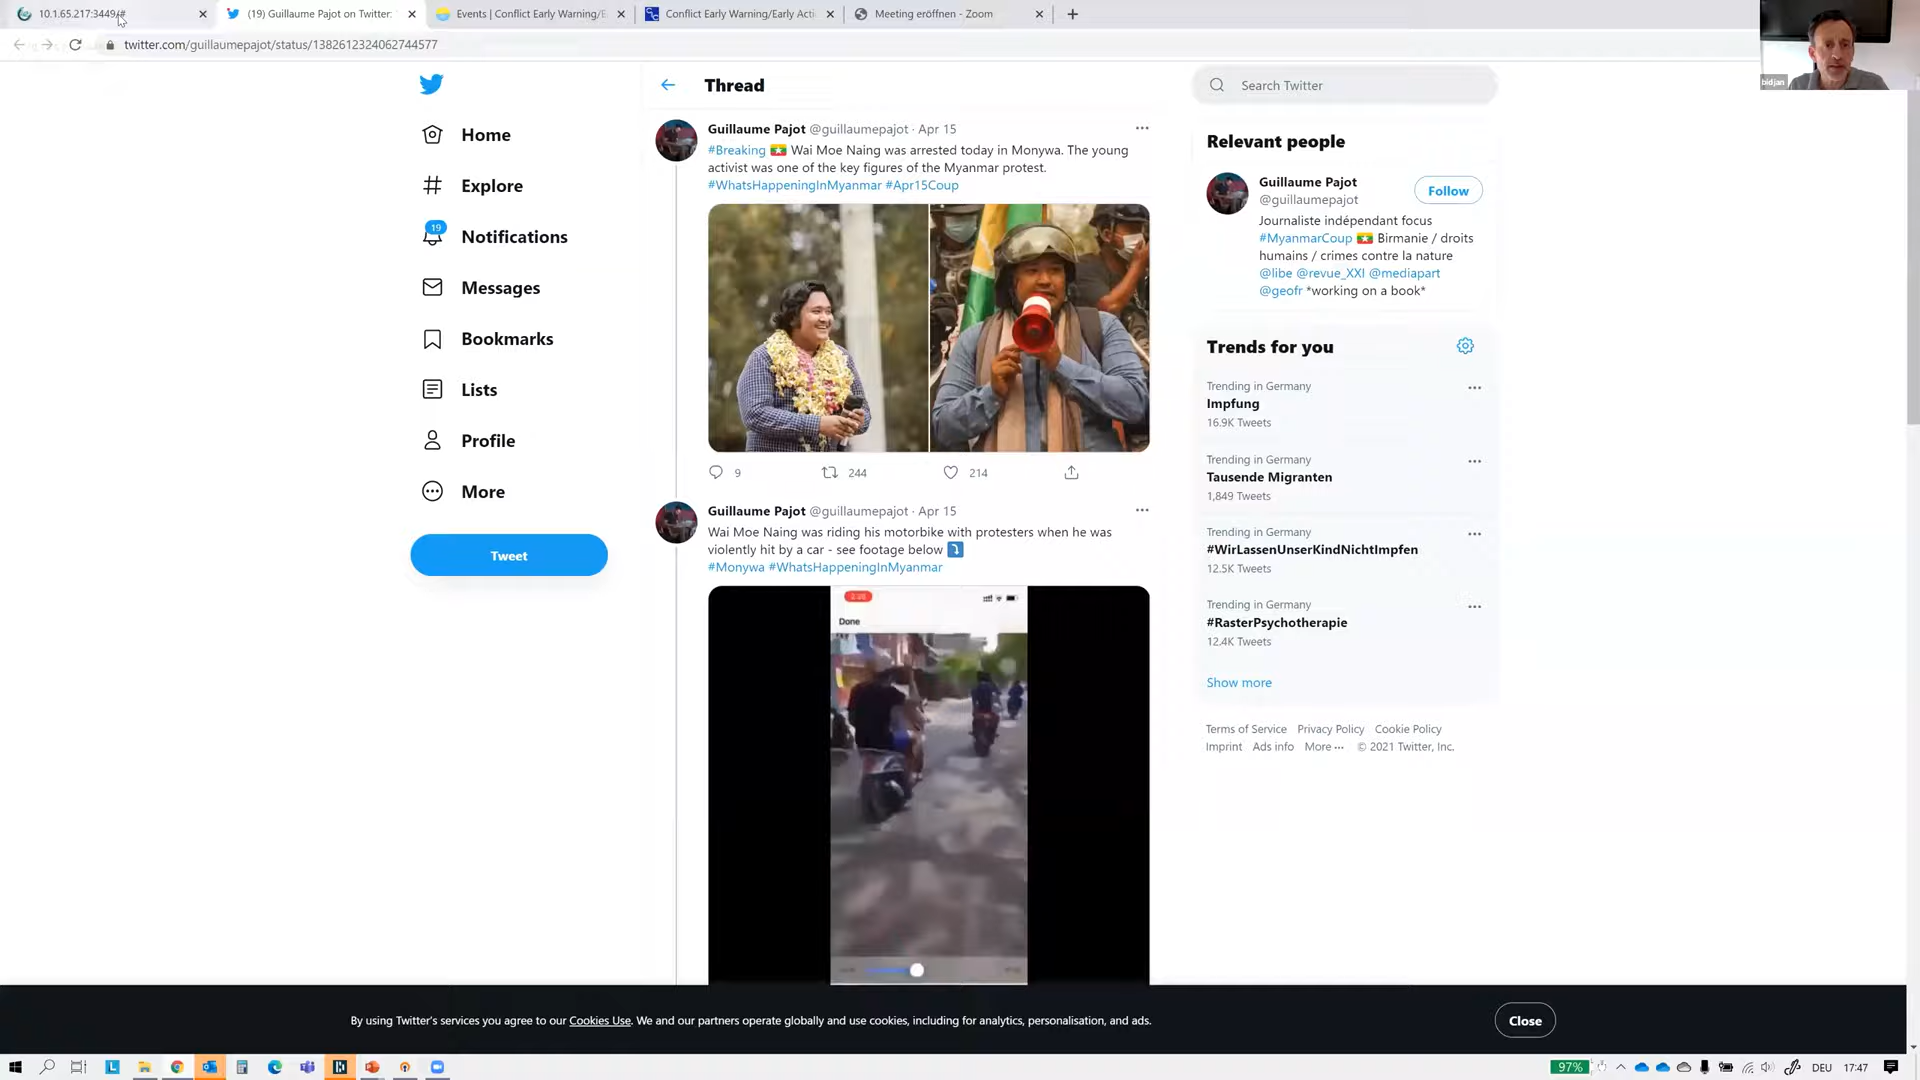 10.1.65.217:3449/#
(19) Guillaume Pajot on Twitter:
Events | Conflict Early Warning/E
Conflict Early Warning/Early Acti
Meeting eröffnen - Zoom
twitter.com/guillaumepajot/status/1382612324062744577
bidjan
Home
Explore
19
Notifications
Messages
Bookmarks
Lists
Profile
More
Tweet
Thread
Guillaume Pajot @guillaumepajot · Apr 15
#Breaking 🇲🇲 Wai Moe Naing was arrested today in Monywa. The young
activist was one of the key figures of the Myanmar protest.
#WhatsHappeningInMyanmar #Apr15Coup
9 244 214
Guillaume Pajot @guillaumepajot · Apr 15
Wai Moe Naing was riding his motorbike with protesters when he was
violently hit by a car - see footage below ⤵️
#Monywa #WhatsHappeningInMyanmar
Done
Search Twitter
Relevant people
Guillaume Pajot
@guillaumepajot
Follow
Journaliste indépendant focus
#MyanmarCoup 🇲🇲 Birmanie / droits
humains / crimes contre la nature
@libe @revue_XXI @mediapart
@geofr *working on a book*
Trends for you
Trending in Germany
Impfung
16.9K Tweets
Trending in Germany
Tausende Migranten
1,849 Tweets
Trending in Germany
#WirLassenUnserKindNichtImpfen
12.5K Tweets
Trending in Germany
#RasterPsychotherapie
12.4K Tweets
Show more
Terms of Service Privacy Policy Cookie Policy
Imprint Ads info More ··· © 2021 Twitter, Inc.
By using Twitter's services you agree to our Cookies Use. We and our partners operate globally and use cookies, including for analytics, personalisation, and ads.
Close
97%
DEU 17:47